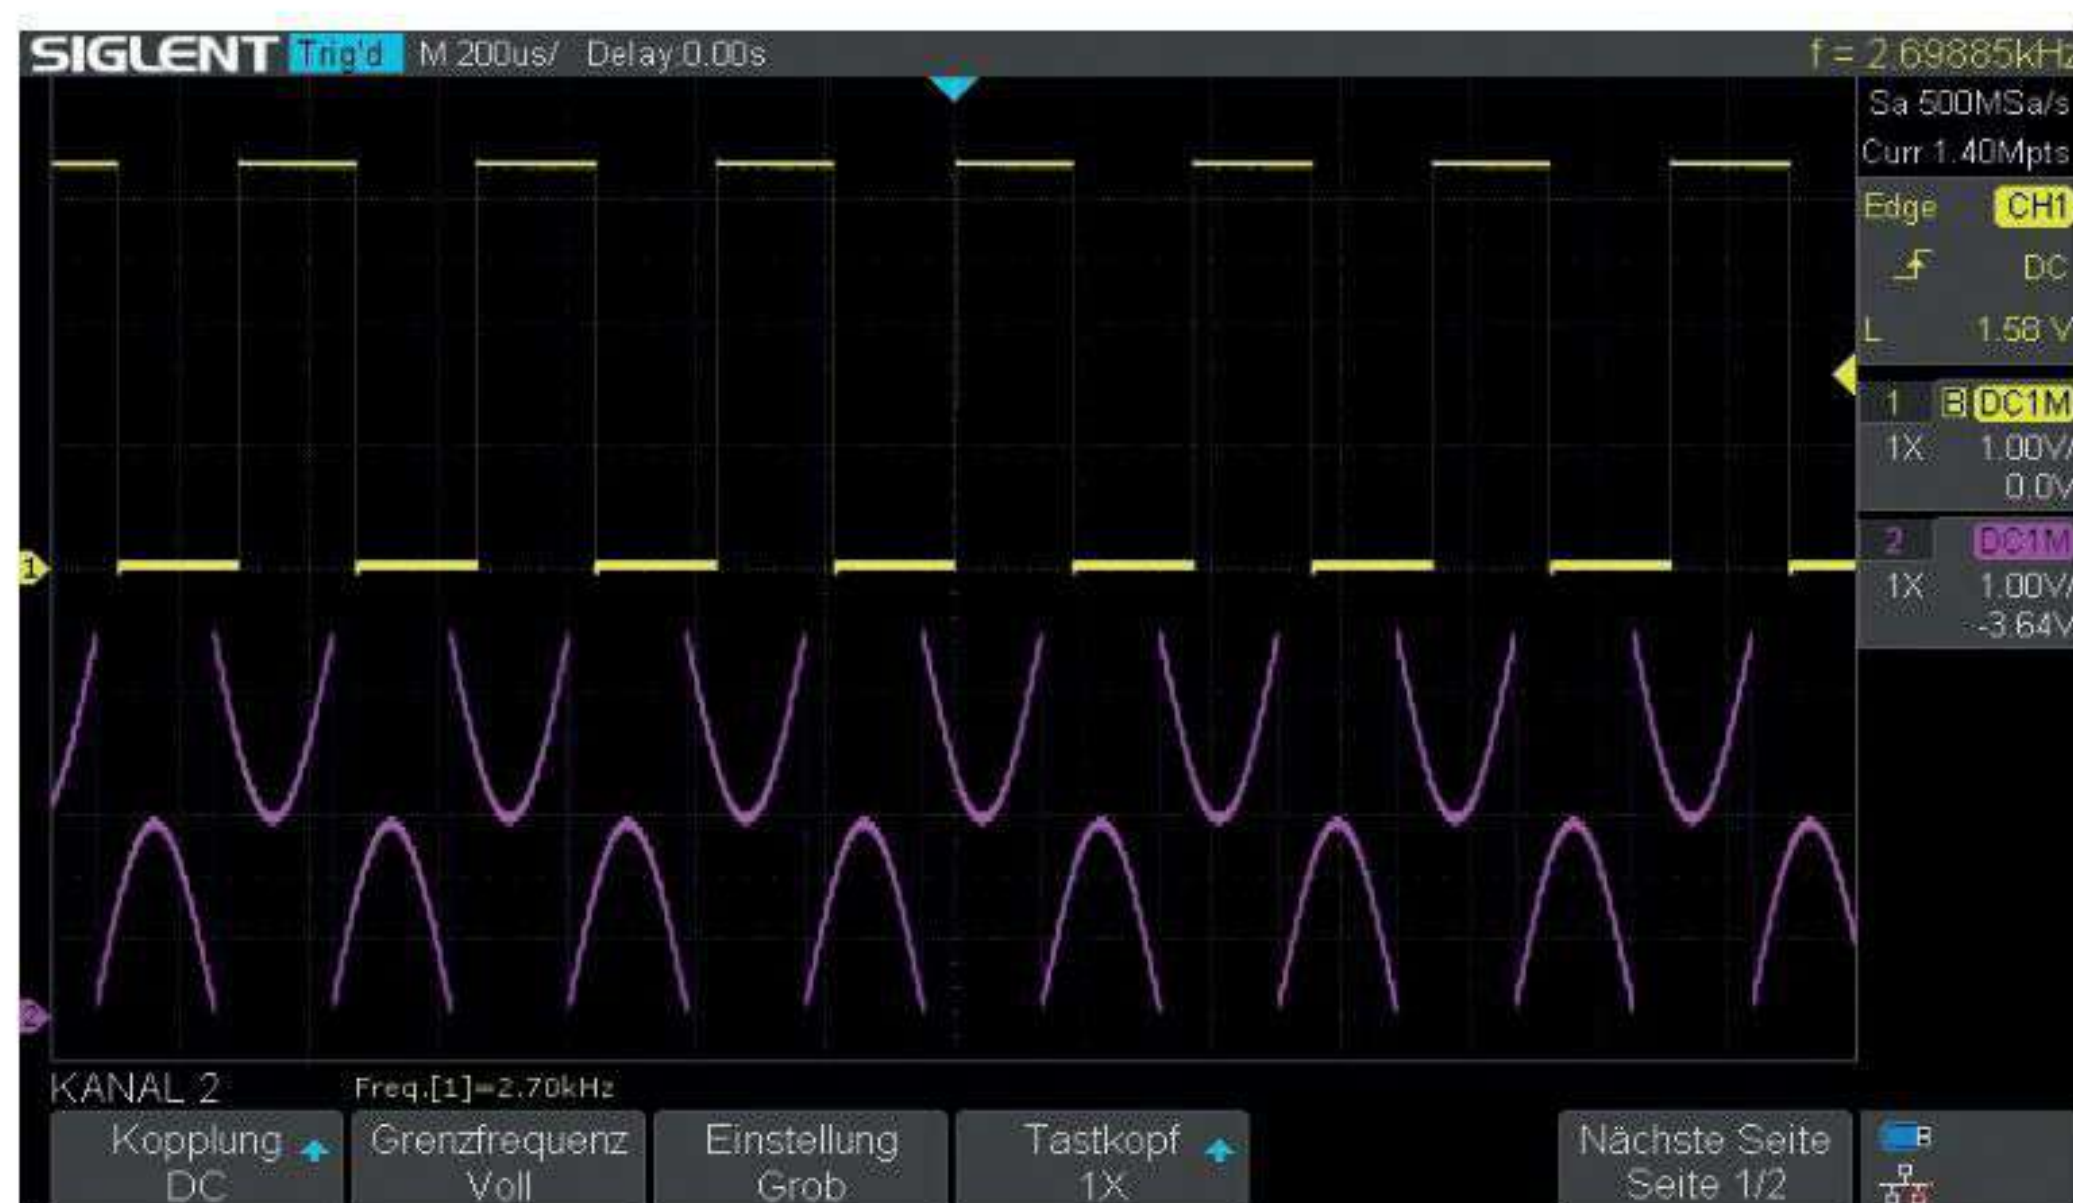 SIGLENT Trig'd M 200us/ Delay:0.00s f = 2.69885kHz
Sa 500MSa/s
Curr 1.40Mpts
Edge CH1
DC
L 1.58 V
1 B DC1M
1X 1.00V/
0.0V
2 DC1M
1X 1.00V/
-3.64V
1
2
KANAL 2 Freq.[1]=2.70kHz
Kopplung Grenzfrequenz Einstellung Tastkopf Nächste Seite
DC Voll Grob 1X Seite 1/2
B